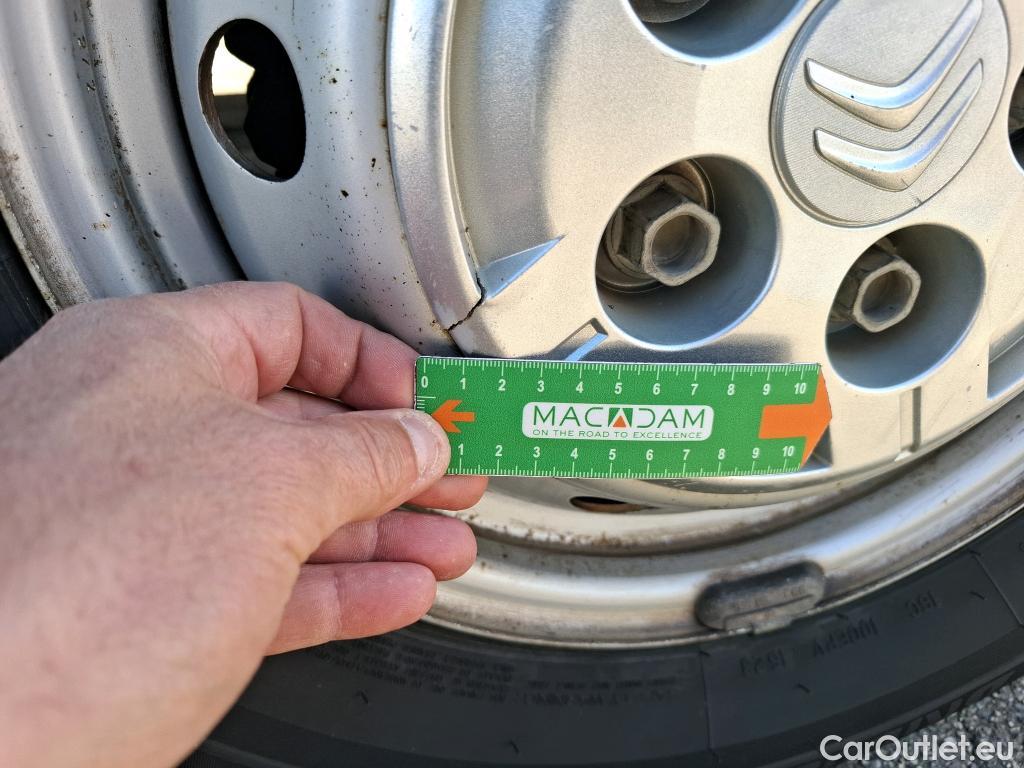 0 1 2 3 4 5 6 7 8 9 10
MACADAM
ON THE ROAD TO EXCELLENCE
1 2 3 4 5 6 7 8 9 10
CarOutlet.eu